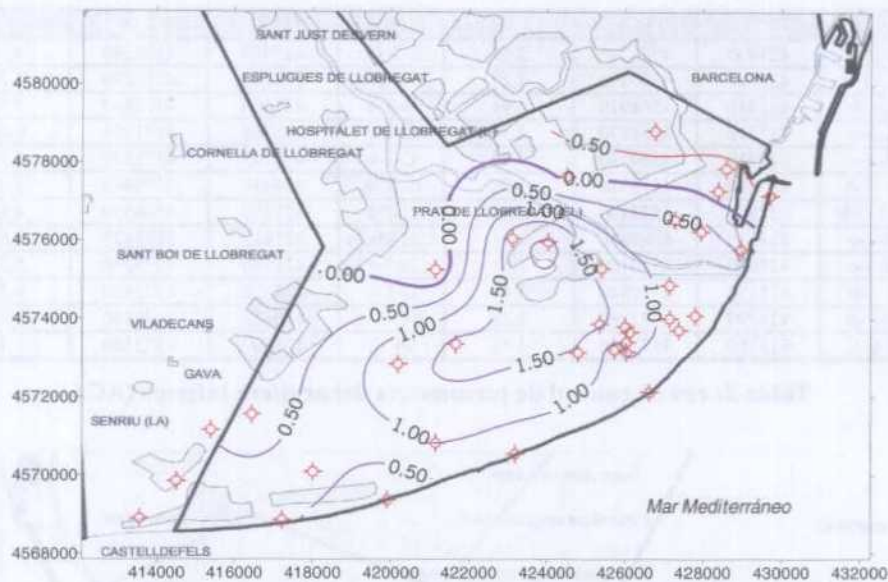 SANT JUST DESVERN
4580000
ESPLUGUES DE LLOBREGAT
BARCELONA
HOSPITALET DE LLOBREGAT (L')
-0.50
4578000
CORNELLA DE LLOBREGAT
0.00
0.50
PRAT DE LLOBREGAT (EL)
0.50
4576000
SANT BOI DE LLOBREGAT
0.00
0.00
1.50
1.50
1.00
4574000
VILADECANS
0.50
1.00
1.50
GAVA
4572000
SENRIU (LA)
0.50
1.00
1.00
4570000
0.50
Mar Mediterráneo
4568000
CASTELLDEFELS
414000 416000 418000 420000 422000 424000 426000 428000 430000 432000